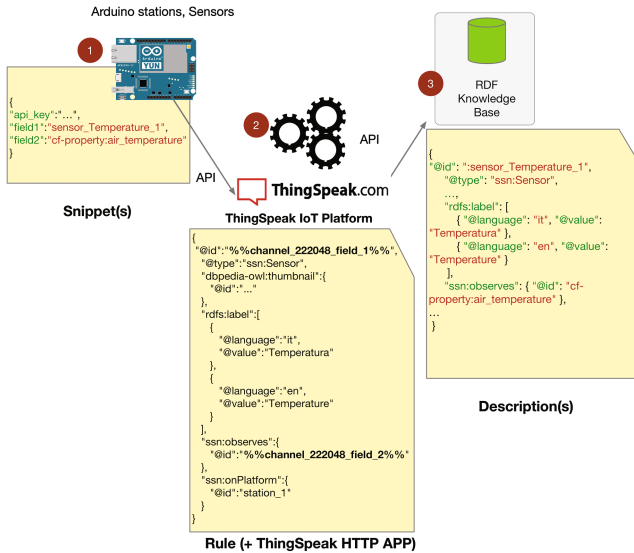 Arduino stations, Sensors
1
ARDUINO
YUN
{
"api_key":"...",
"field1":"sensor_Temperature_1",
"field2":"cf-property:air_temperature"
}
Snippet(s)
API
2
API
ThingSpeak.com
ThingSpeak IoT Platform
{
"@id":"%%channel_222048_field_1%%",
"@type":"ssn:Sensor",
"dbpedia-owl:thumbnail":{
"@id":"..."
},
"rdfs:label":[
{
"@language":"it",
"@value":"Temperatura"
},
{
"@language":"en",
"@value":"Temperature"
}
],
"ssn:observes":{
"@id":"%%channel_222048_field_2%%"
},
"ssn:onPlatform":{
"@id":"station_1"
}
}
Rule (+ ThingSpeak HTTP APP)
3
RDF
Knowledge
Base
{
"@id": ":sensor_Temperature_1",
"@type": "ssn:Sensor",
...,
"rdfs:label": [
{ "@language": "it", "@value":
"Temperatura" },
{ "@language": "en", "@value":
"Temperature" }
],
"ssn:observes": { "@id": "cf-
property:air_temperature" },
...
}
Description(s)